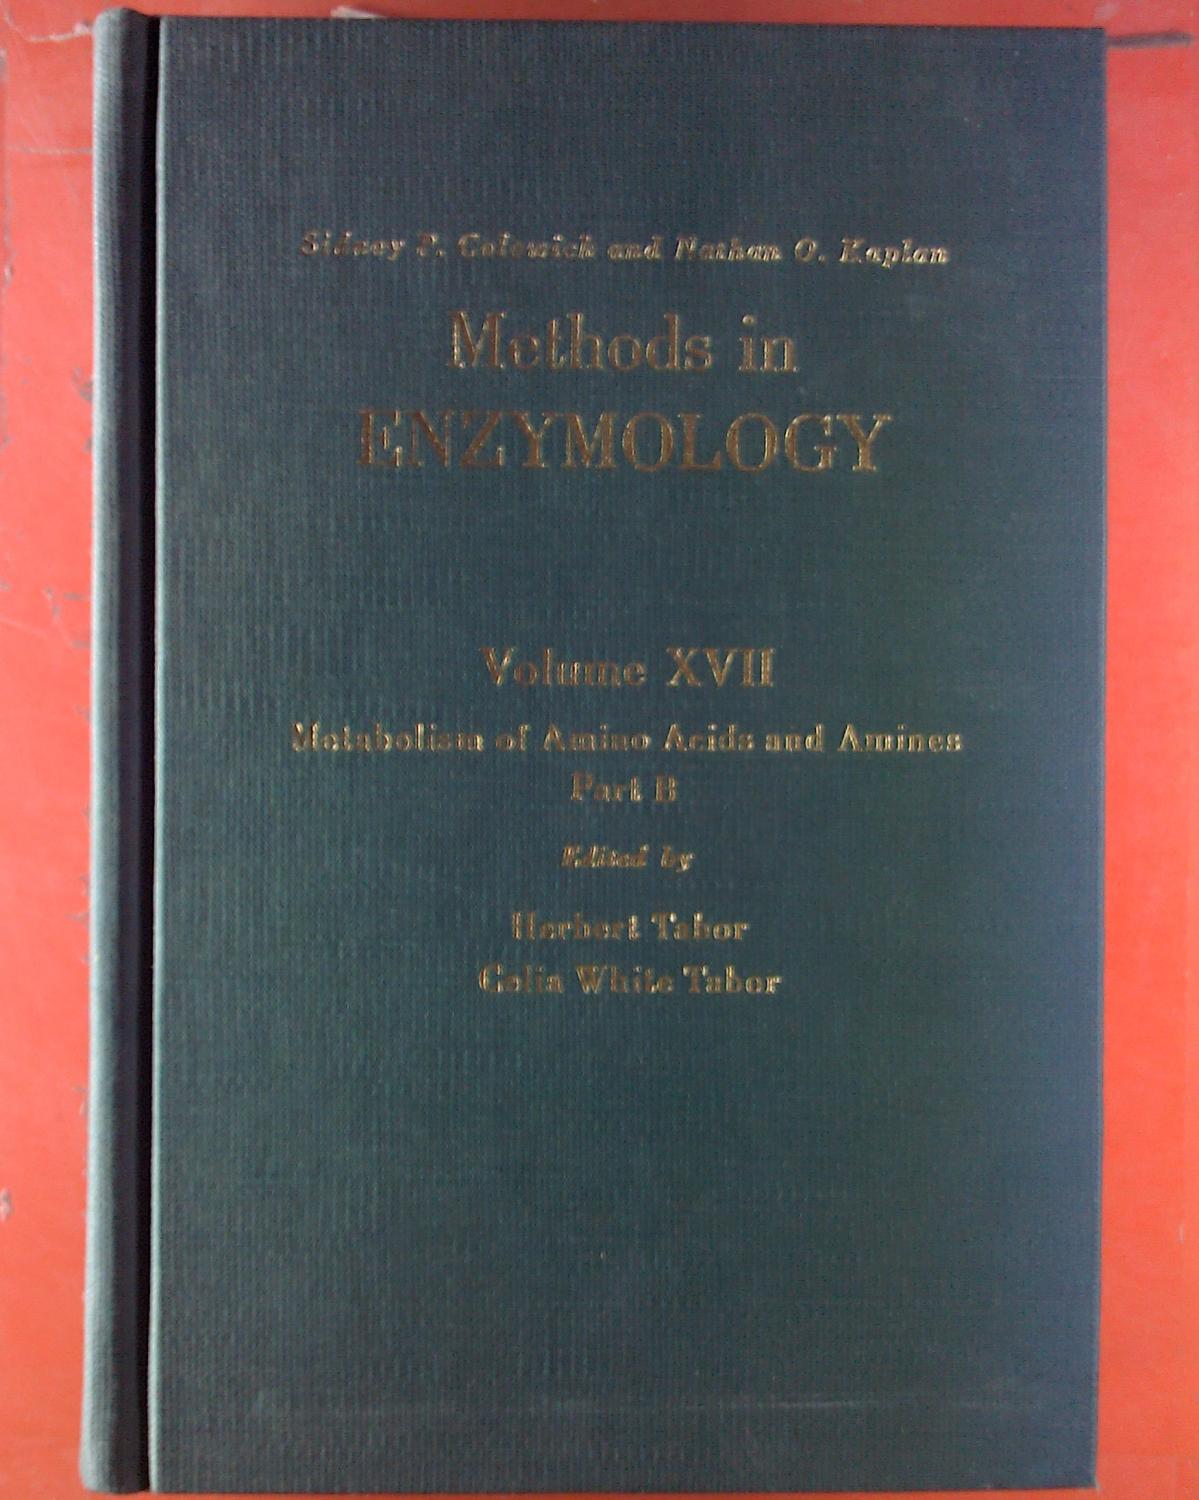 Sidney P. Colowick and Nathan O. Kaplan
Methods in
ENZYMOLOGY
Volume XVII
Metabolism of Amino Acids and Amines
Part B
Edited by
Herbert Tabor
Celia White Tabor